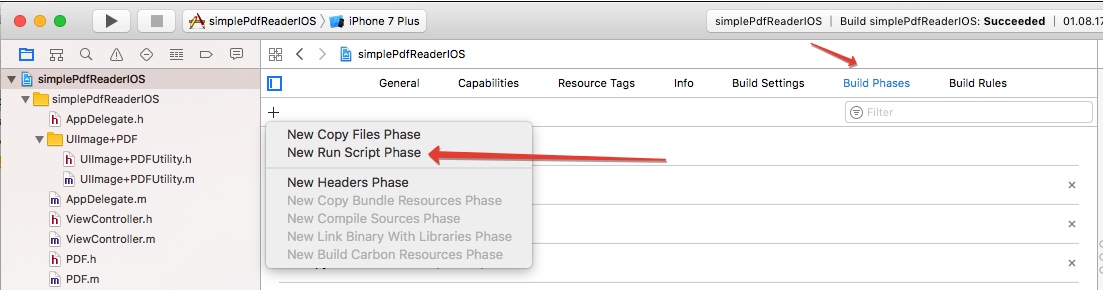 simplePdfReaderIOS iPhone 7 Plus simplePdfReaderIOS | Build simplePdfReaderIOS: Succeeded | 01.08.17
simplePdfReaderIOS
simplePdfReaderIOS
General Capabilities Resource Tags Info Build Settings Build Phases Build Rules
simplePdfReaderIOS
AppDelegate.h
UIImage+PDF
UIImage+PDFUtility.h
UIImage+PDFUtility.m
AppDelegate.m
ViewController.h
ViewController.m
PDF.h
PDF.m
Filter
New Copy Files Phase
New Run Script Phase
New Headers Phase
New Copy Bundle Resources Phase
New Compile Sources Phase
New Link Binary With Libraries Phase
New Build Carbon Resources Phase